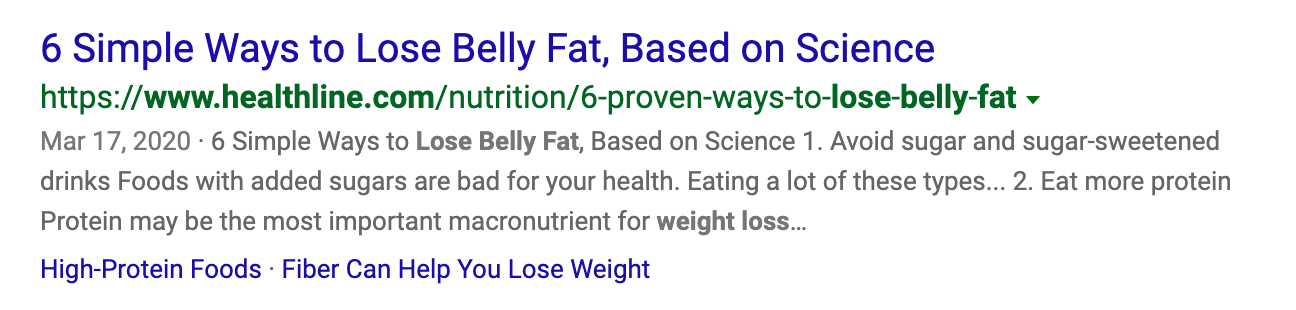 6 Simple Ways to Lose Belly Fat, Based on Science
https://www.healthline.com/nutrition/6-proven-ways-to-lose-belly-fat
Mar 17, 2020 · 6 Simple Ways to Lose Belly Fat, Based on Science 1. Avoid sugar and sugar-sweetened
drinks Foods with added sugars are bad for your health. Eating a lot of these types... 2. Eat more protein
Protein may be the most important macronutrient for weight loss...
High-Protein Foods · Fiber Can Help You Lose Weight